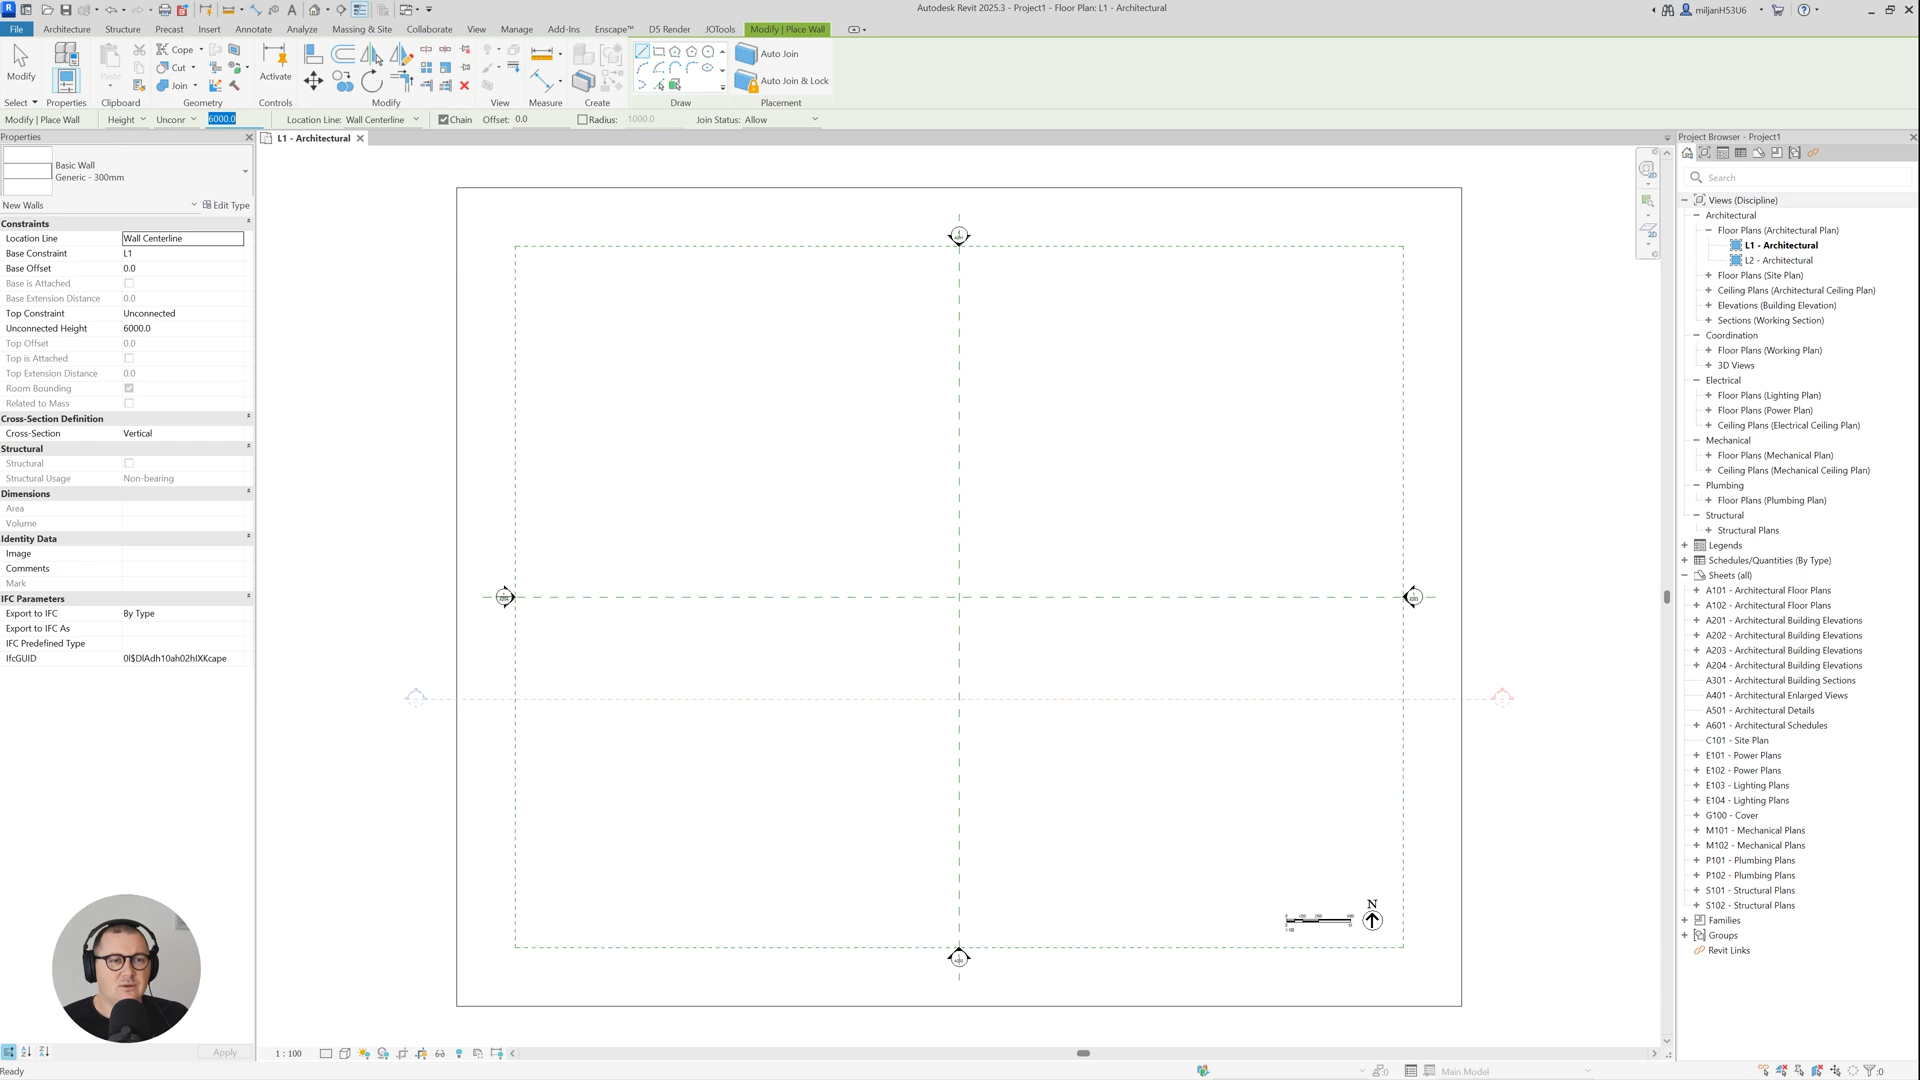 Autodesk Revit 2025.3 - Project1 - Floor Plan: L1 - Architectural
miljanH53U6
File
Architecture
Structure
Precast
Insert
Annotate
Analyze
Massing & Site
Collaborate
View
Manage
Add-Ins
Enscape™
D5 Render
JOTools
Modify | Place Wall
Modify
Paste
Cope
Cut
Join
Activate
Auto Join
Auto Join & Lock
Select
Properties
Clipboard
Geometry
Controls
Modify
View
Measure
Create
Draw
Placement
Modify | Place Wall
Height
Unconr
6000.0
Location Line: Wall Centerline
Chain
Offset: 0.0
Radius: 1000.0
Join Status: Allow
Properties
Basic Wall
Generic - 300mm
New Walls
Edit Type
Constraints
Location Line Wall Centerline
Base Constraint L1
Base Offset 0.0
Base is Attached
Base Extension Distance 0.0
Top Constraint Unconnected
Unconnected Height 6000.0
Top Offset 0.0
Top is Attached
Top Extension Distance 0.0
Room Bounding
Related to Mass
Cross-Section Definition
Cross-Section Vertical
Structural
Structural
Structural Usage Non-bearing
Dimensions
Area
Volume
Identity Data
Image
Comments
Mark
IFC Parameters
Export to IFC By Type
Export to IFC As
IFC Predefined Type
IfcGUID 0I$DIAdh10ah02hIXKcape
Apply
Ready
L1 - Architectural
N
1 : 100
:0
Main Model
:0
Project Browser - Project1
Search
Views (Discipline)
Architectural
Floor Plans (Architectural Plan)
L1 - Architectural
L2 - Architectural
Floor Plans (Site Plan)
Ceiling Plans (Architectural Ceiling Plan)
Elevations (Building Elevation)
Sections (Working Section)
Coordination
Floor Plans (Working Plan)
3D Views
Electrical
Floor Plans (Lighting Plan)
Floor Plans (Power Plan)
Ceiling Plans (Electrical Ceiling Plan)
Mechanical
Floor Plans (Mechanical Plan)
Ceiling Plans (Mechanical Ceiling Plan)
Plumbing
Floor Plans (Plumbing Plan)
Structural
Structural Plans
Legends
Schedules/Quantities (By Type)
Sheets (all)
A101 - Architectural Floor Plans
A102 - Architectural Floor Plans
A201 - Architectural Building Elevations
A202 - Architectural Building Elevations
A203 - Architectural Building Elevations
A204 - Architectural Building Elevations
A301 - Architectural Building Sections
A401 - Architectural Enlarged Views
A501 - Architectural Details
A601 - Architectural Schedules
C101 - Site Plan
E101 - Power Plans
E102 - Power Plans
E103 - Lighting Plans
E104 - Lighting Plans
G100 - Cover
M101 - Mechanical Plans
M102 - Mechanical Plans
P101 - Plumbing Plans
P102 - Plumbing Plans
S101 - Structural Plans
S102 - Structural Plans
Families
Groups
Revit Links